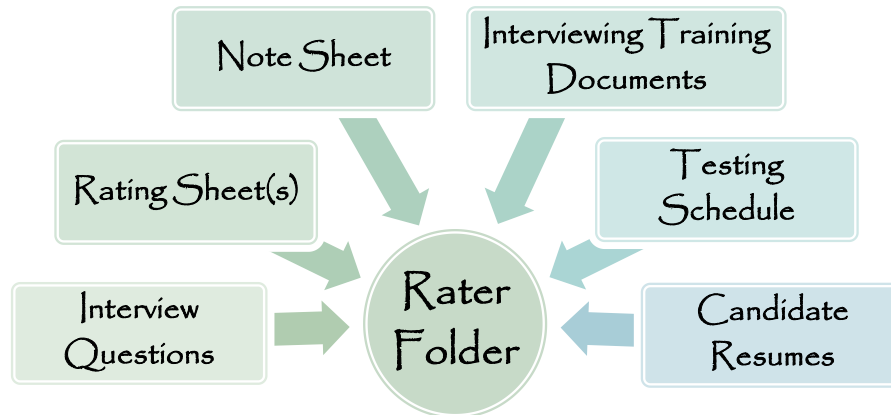 Note Sheet
Interviewing Training
Documents
Rating Sheet(s)
Testing
Schedule
Interview
Questions
Rater
Folder
Candidate
Resumes